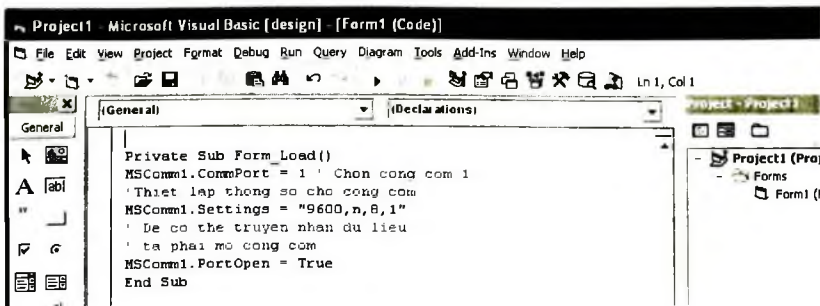 Project1 - Microsoft Visual Basic [design] - [Form1 (Code)]
File Edit View Project Format Debug Run Query Diagram Tools Add-Ins Window Help
Ln 1, Col 1
(General) (Declarations)
General
Private Sub Form_Load()
MSComm1.CommPort = 1 ' Chon cong com 1
'Thiet lap thong so cho cong com
MSComm1.Settings = "9600,n,8,1"
' De co the truyen nhan du lieu
' ta phai mo cong com
MSComm1.PortOpen = True
End Sub
Project - Project1
Project1 (Proj
Forms
Form1 (